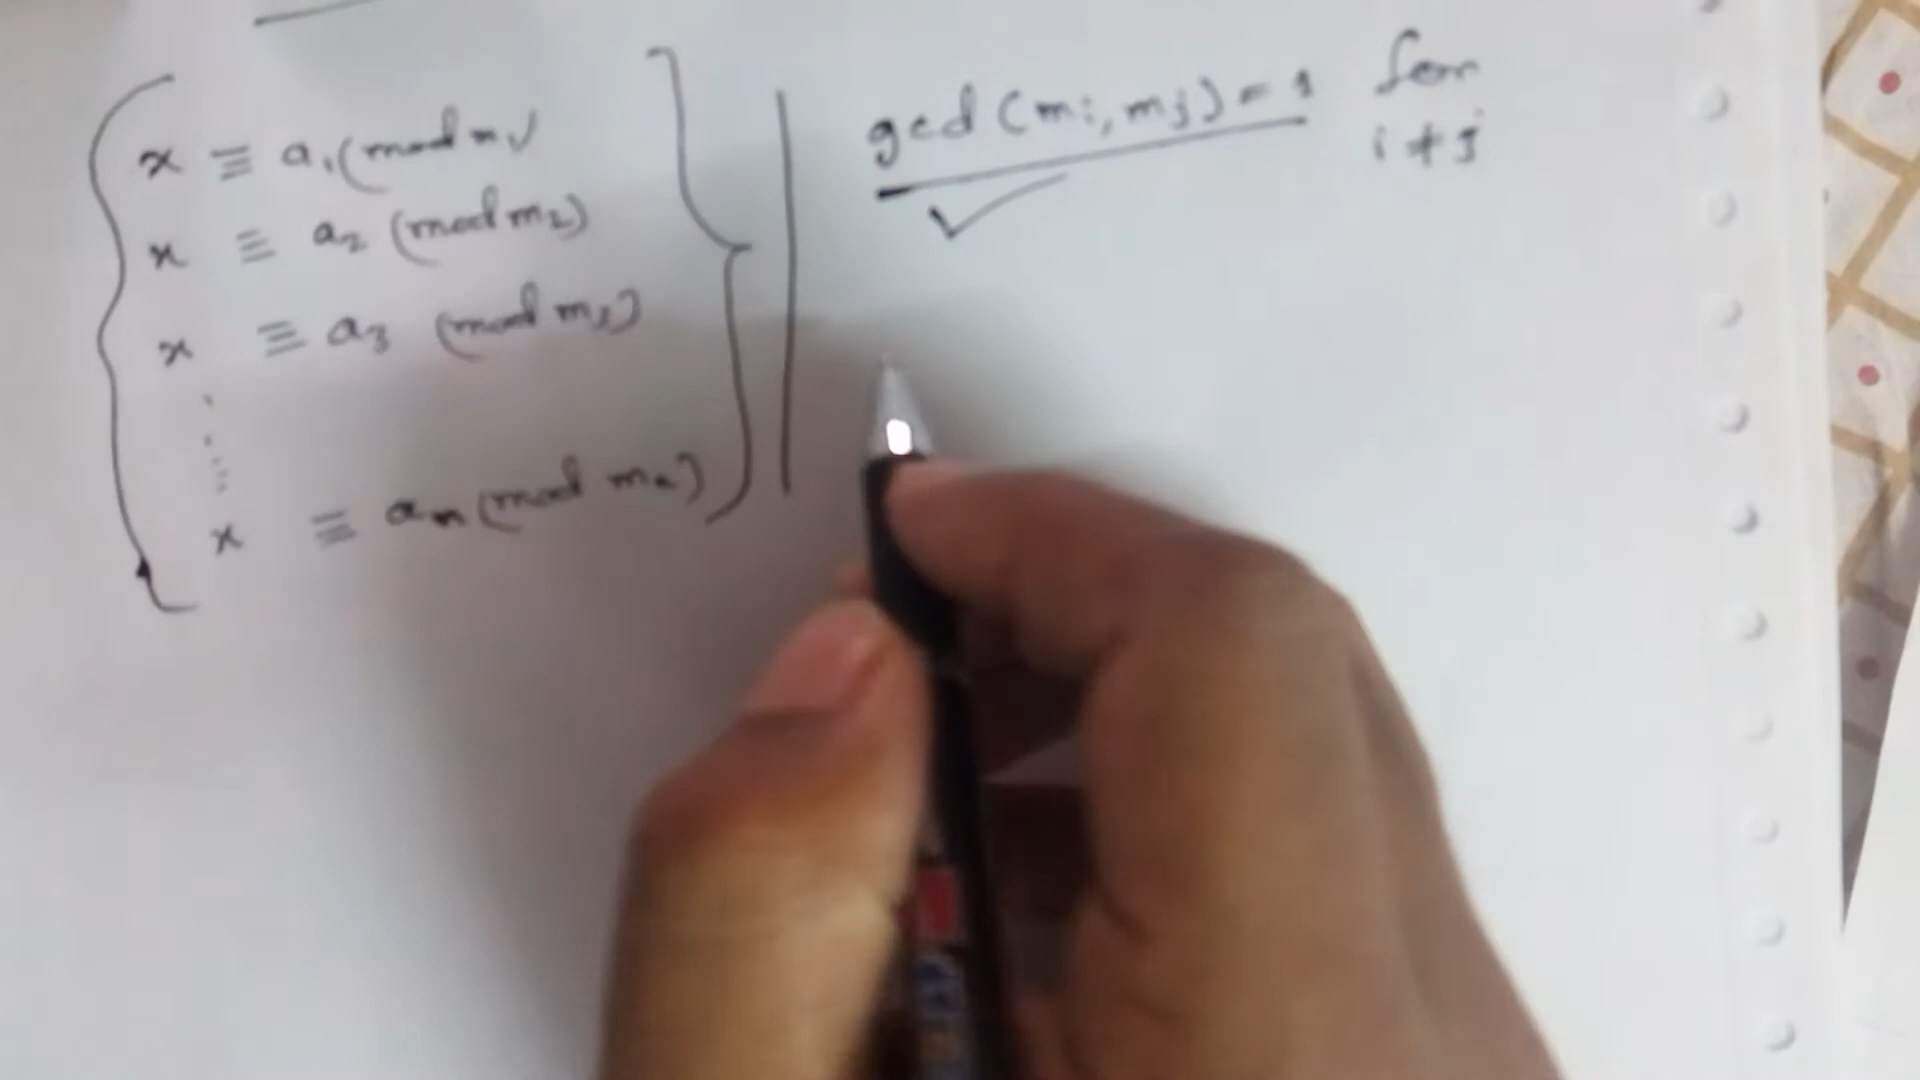 x ≡ a₁ (mod m₁)
x ≡ a₂ (mod m₂)
x ≡ a₃ (mod m₃)
x ≡ aₙ (mod mₙ)
gcd (mi, mj) = 1 for
i ≠ j